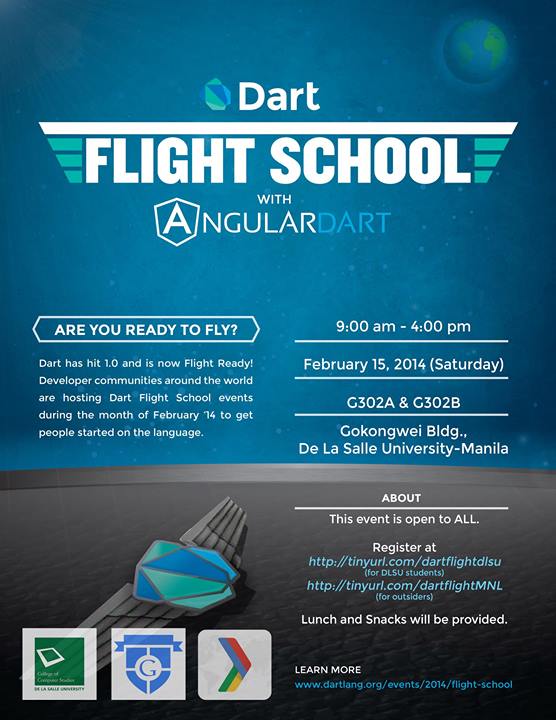 Dart
FLIGHT SCHOOL
WITH
ANGULARDART
ARE YOU READY TO FLY?
Dart has hit 1.0 and is now Flight Ready!
Developer communities around the world
are hosting Dart Flight School events
during the month of February '14 to get
people started on the language.
9:00 am - 4:00 pm
February 15, 2014 (Saturday)
G302A & G302B
Gokongwei Bldg.,
De La Salle University-Manila
ABOUT
This event is open to ALL.
Register at
http://tinyurl.com/dartflightdlsu
(for DLSU students)
http://tinyurl.com/dartflightMNL
(for outsiders)
Lunch and Snacks will be provided.
LEARN MORE
www.dartlang.org/events/2014/flight-school
College of
Computer Studies
DE LA SALLE UNIVERSITY
G